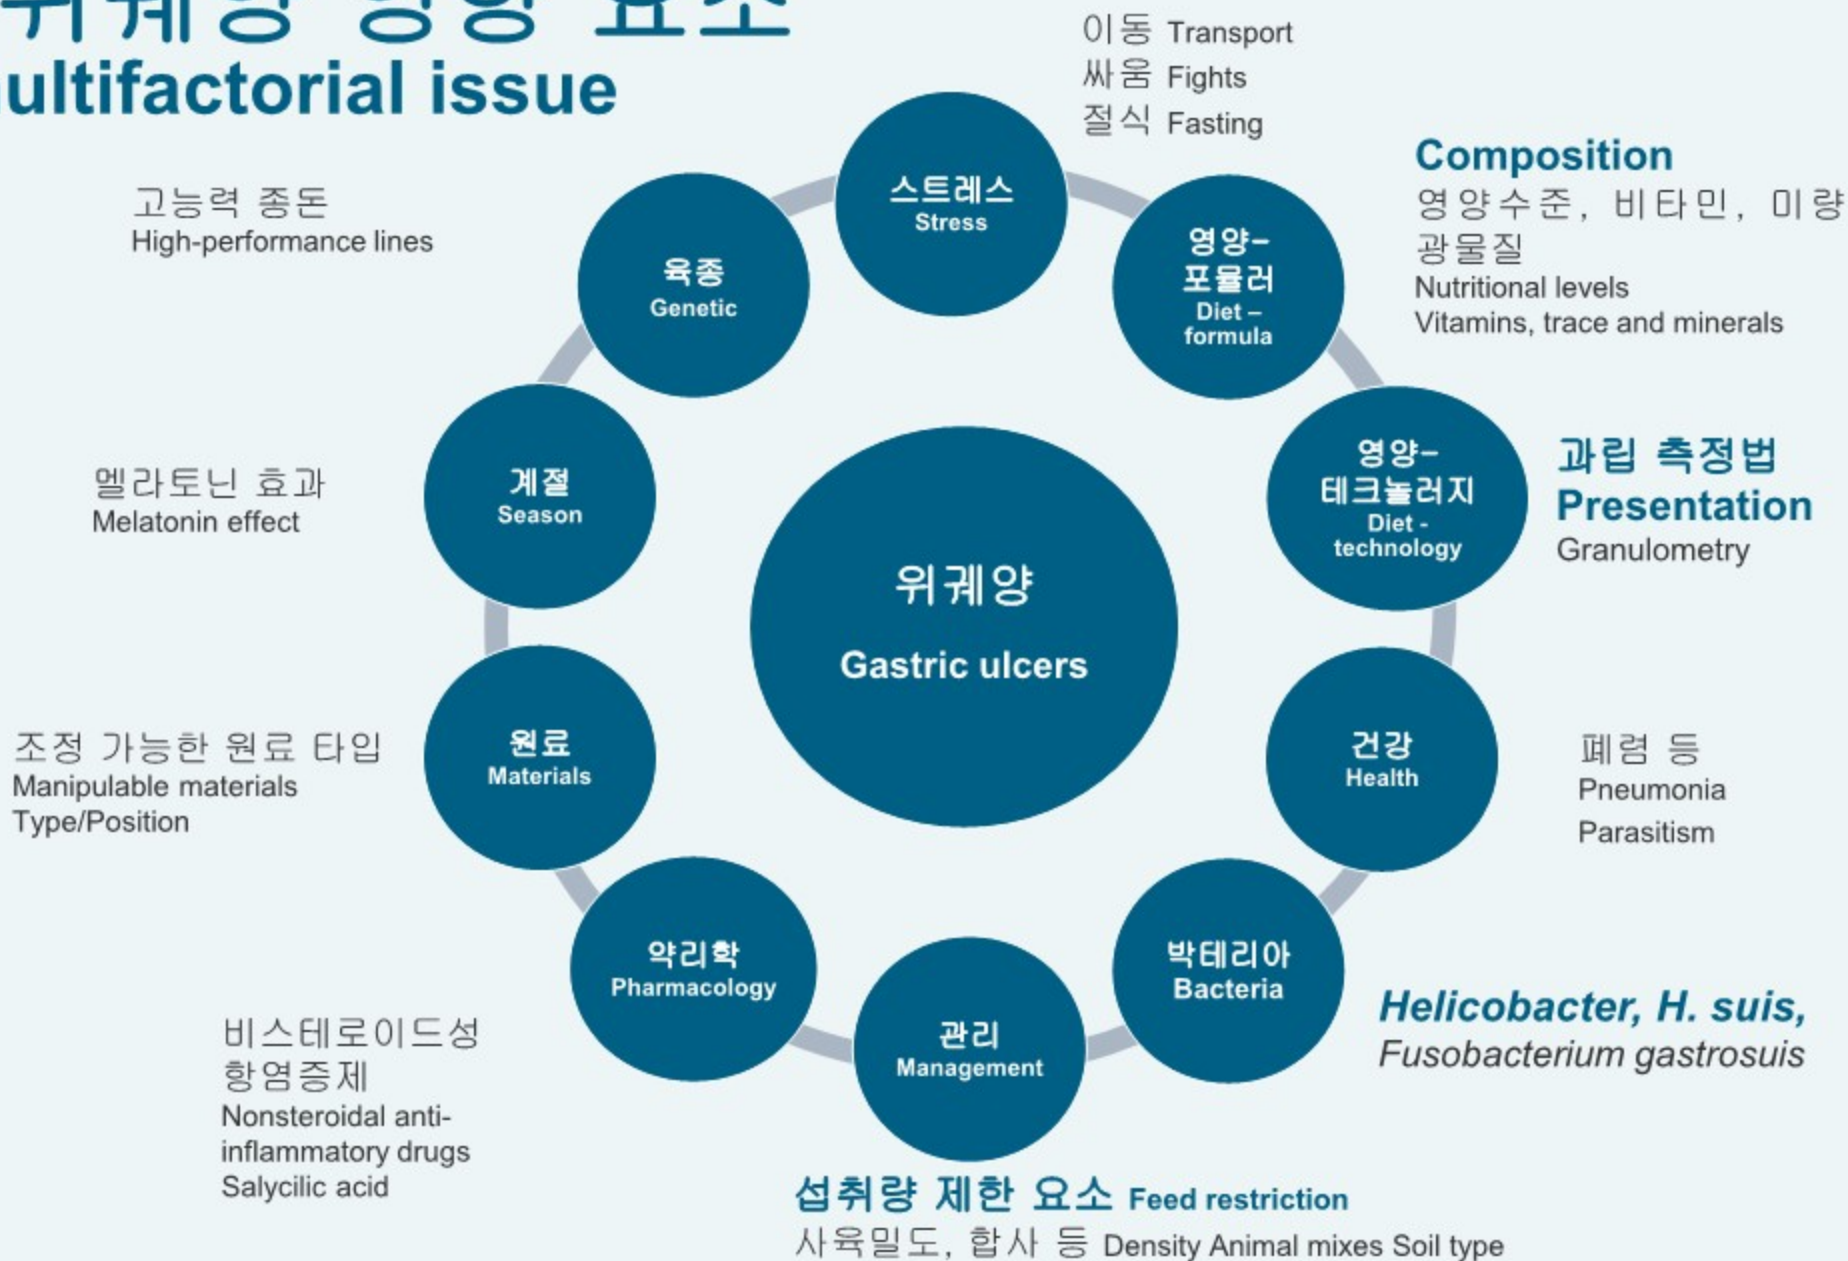 위궤양 영향 요소
ultifactorial issue
이동 Transport
싸움 Fights
절식 Fasting
스트레스
Stress
Composition
영양수준, 비타민, 미량
광물질
Nutritional levels
Vitamins, trace and minerals
영양-
포뮬러
Diet –
formula
과립 측정법
Presentation
Granulometry
영양-
테크놀러지
Diet -
technology
건강
Health
폐렴 등
Pneumonia
Parasitism
박테리아
Bacteria
Helicobacter, H. suis,
Fusobacterium gastrosuis
관리
Management
섭취량 제한 요소 Feed restriction
사육밀도, 합사 등 Density Animal mixes Soil type
약리학
Pharmacology
비스테로이드성
항염증제
Nonsteroidal anti-
inflammatory drugs
Salycilic acid
원료
Materials
조정 가능한 원료 타입
Manipulable materials
Type/Position
계절
Season
멜라토닌 효과
Melatonin effect
육종
Genetic
고능력 종돈
High-performance lines
위궤양
Gastric ulcers